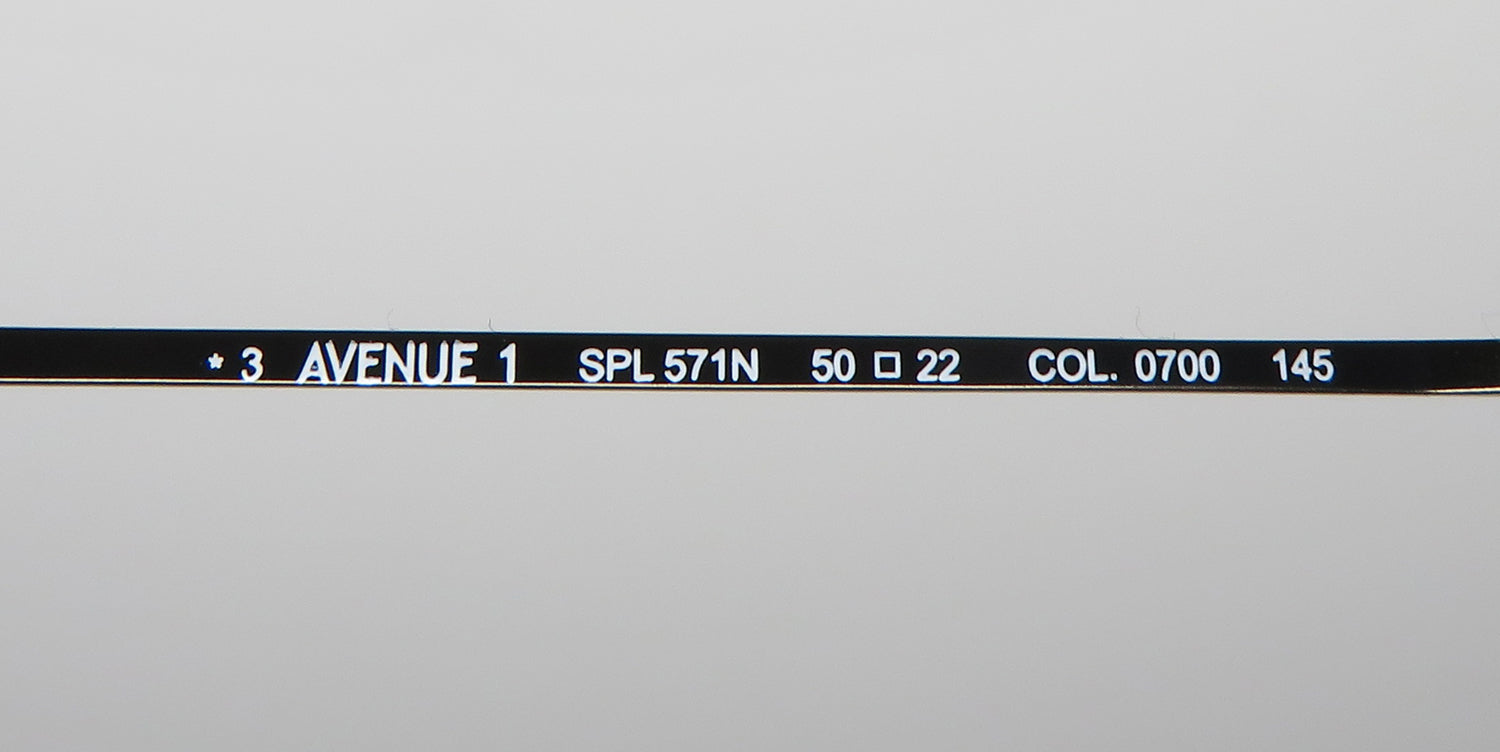 * 3 AVENUE 1 SPL 571N 50 □ 22 COL. 0700 145